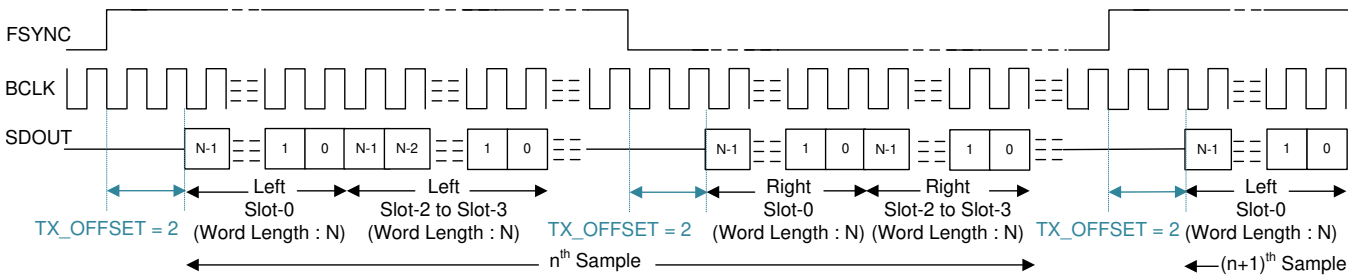 FSYNC
BCLK
SDOUT
N-1 1 0 N-1 N-2 1 0 N-1 1 0 N-1 1 0 N-1 1 0
Left Left Right Right Left
Slot-0 Slot-2 to Slot-3 Slot-0 Slot-2 to Slot-3 Slot-0
TX_OFFSET = 2 (Word Length : N) (Word Length : N) TX_OFFSET = 2 (Word Length : N) (Word Length : N) TX_OFFSET = 2 (Word Length : N)
nth Sample (n+1)th Sample